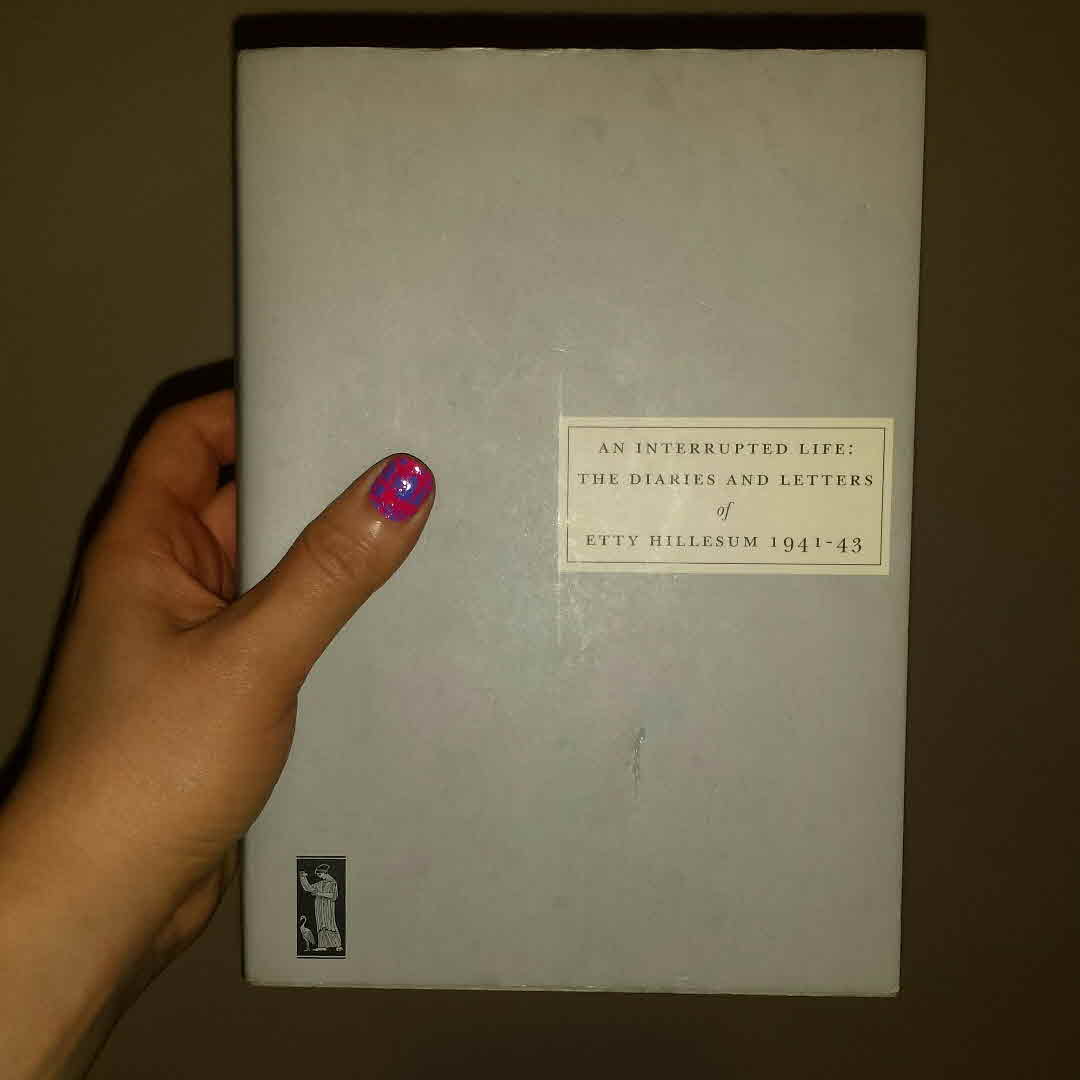 AN INTERRUPTED LIFE:
THE DIARIES AND LETTERS
of
ETTY HILLESUM 1941-43